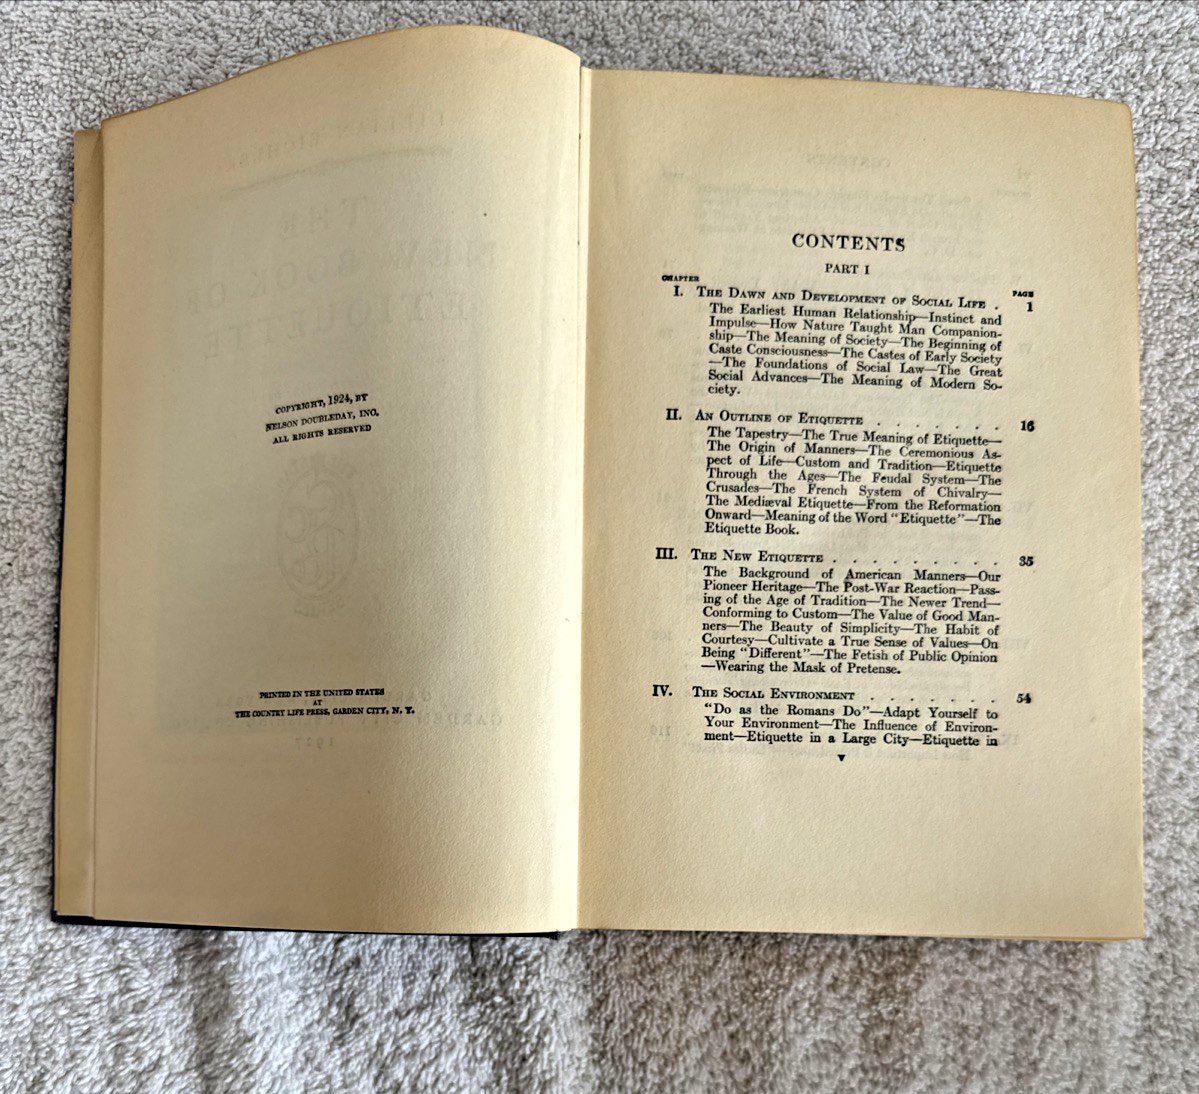 COPYRIGHT, 1924, BY
NELSON DOUBLEDAY, INC.
ALL RIGHTS RESERVED
PRINTED IN THE UNITED STATES
AT
THE COUNTRY LIFE PRESS, GARDEN CITY, N. Y.
CONTENTS
PART I
CHAPTER PAGE
I. THE DAWN AND DEVELOPMENT OF SOCIAL LIFE . 1
The Earliest Human Relationship—Instinct and
Impulse—How Nature Taught Man Companion-
ship—The Meaning of Society—The Beginning of
Caste Consciousness—The Castes of Early Society
—The Foundations of Social Law—The Great
Social Advances—The Meaning of Modern So-
ciety.
II. AN OUTLINE OF ETIQUETTE . . . . . . . 16
The Tapestry—The True Meaning of Etiquette—
The Origin of Manners—The Ceremonious As-
pect of Life—Custom and Tradition—Etiquette
Through the Ages—The Feudal System—The
Crusades—The French System of Chivalry—
The Mediæval Etiquette—From the Reformation
Onward—Meaning of the Word "Etiquette"—The
Etiquette Book.
III. THE NEW ETIQUETTE . . . . . . . . . 35
The Background of American Manners—Our
Pioneer Heritage—The Post-War Reaction—Pass-
ing of the Age of Tradition—The Newer Trend—
Conforming to Custom—The Value of Good Man-
ners—The Beauty of Simplicity—The Habit of
Courtesy—Cultivate a True Sense of Values—On
Being "Different"—The Fetish of Public Opinion
—Wearing the Mask of Pretense.
IV. THE SOCIAL ENVIRONMENT . . . . . . . 54
"Do as the Romans Do"—Adapt Yourself to
Your Environment—The Influence of Environ-
ment—Etiquette in a Large City—Etiquette in
v